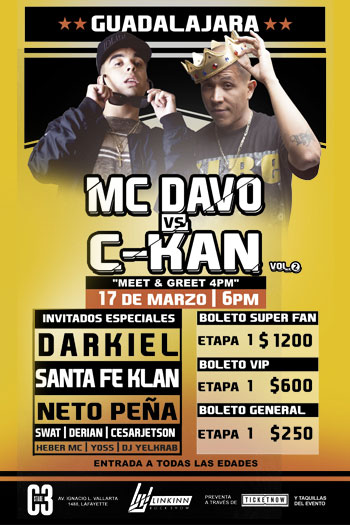 ★★ GUADALAJARA ★★
MC DAVO
VS.
C-KAN VOL.2
"MEET & GREET 4PM"
17 DE MARZO | 6PM
INVITADOS ESPECIALES
DARKIEL
SANTA FE KLAN
NETO PEÑA
SWAT | DERIAN | CESARJETSON
HEBER MC | YOSS | DJ YELKRAB
BOLETO SUPER FAN
ETAPA 1 $1200
BOLETO VIP
ETAPA 1 $600
BOLETO GENERAL
ETAPA 1 $250
ENTRADA A TODAS LAS EDADES
C3
AV. IGNACIO L. VALLARTA
1488, LAFAYETTE
LINKINN
ROCKSHOW
PREVENTA
A TRAVÉS DE
TICKETNOW
Y TAQUILLAS
DEL EVENTO